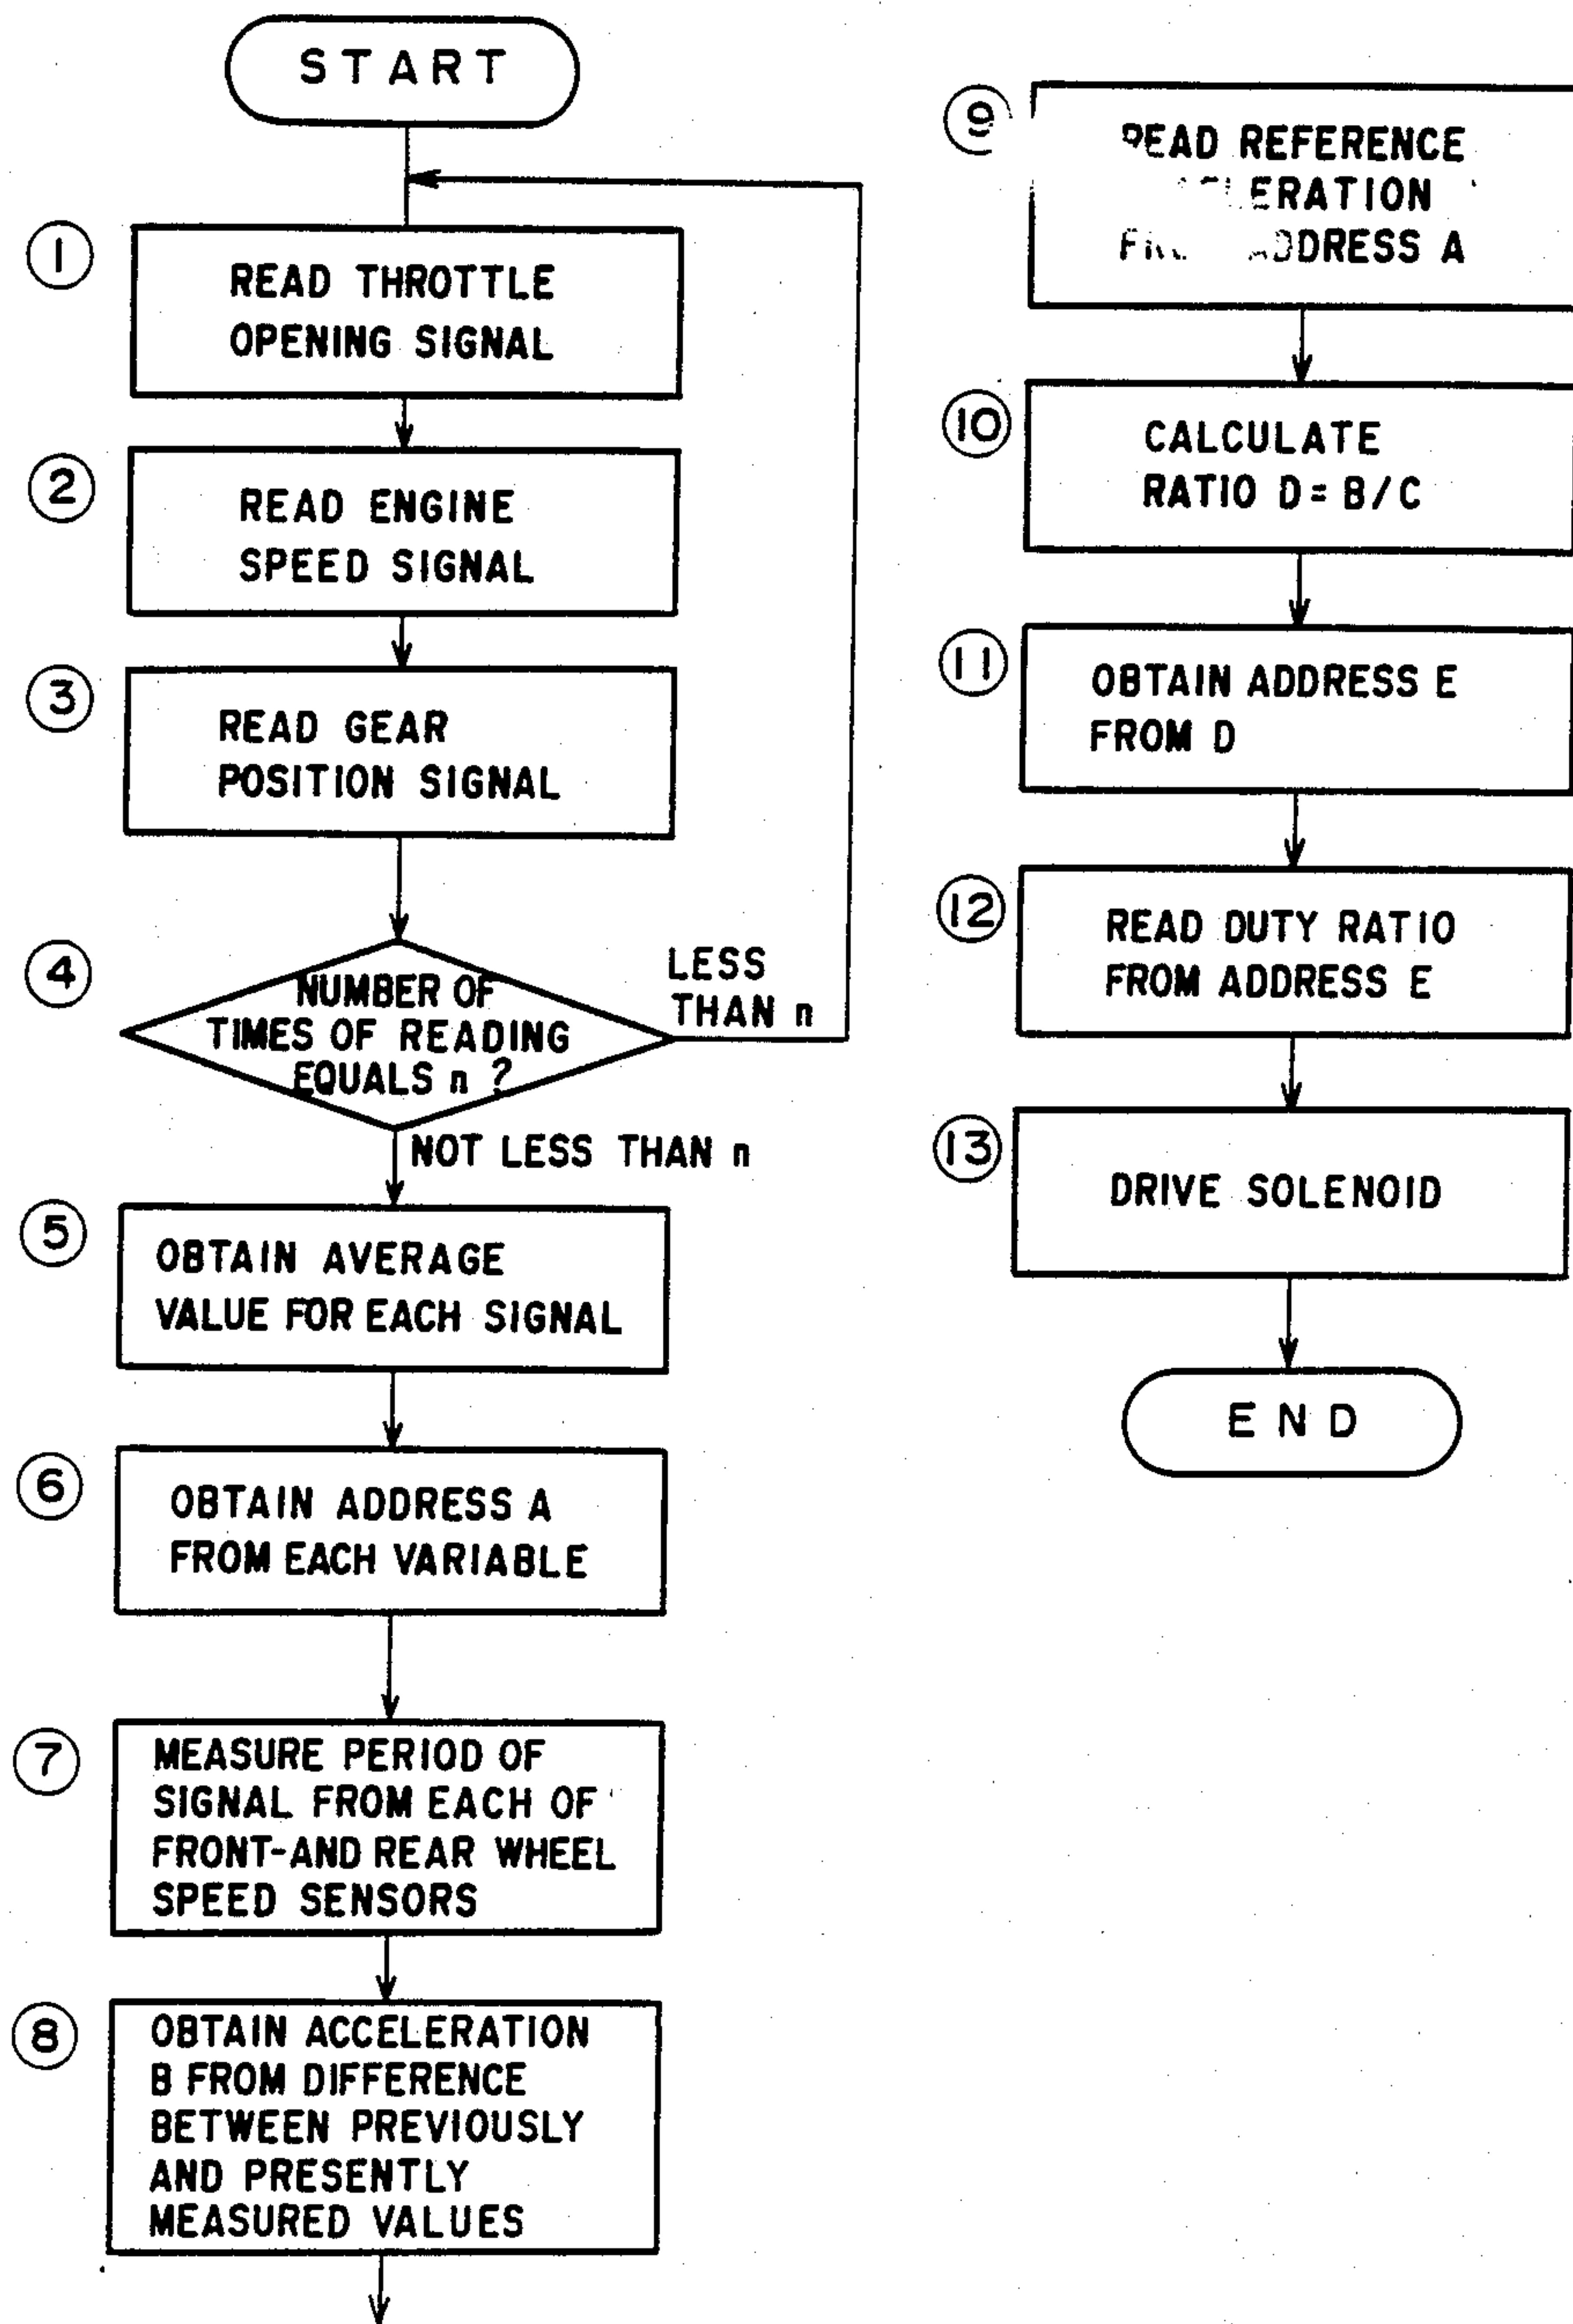 START
1
READ THROTTLE
OPENING SIGNAL
2
READ ENGINE
SPEED SIGNAL
3
READ GEAR
POSITION SIGNAL
4
NUMBER OF
TIMES OF READING
EQUALS n ?
LESS
THAN n
NOT LESS THAN n
5
OBTAIN AVERAGE
VALUE FOR EACH SIGNAL
6
OBTAIN ADDRESS A
FROM EACH VARIABLE
7
MEASURE PERIOD OF
SIGNAL FROM EACH OF
FRONT-AND REAR WHEEL
SPEED SENSORS
8
OBTAIN ACCELERATION
B FROM DIFFERENCE
BETWEEN PREVIOUSLY
AND PRESENTLY
MEASURED VALUES
9
READ REFERENCE
ADDRESS A
10
CALCULATE
RATIO D = B/C
11
OBTAIN ADDRESS E
FROM D
12
READ DUTY RATIO
FROM ADDRESS E
13
DRIVE SOLENOID
END